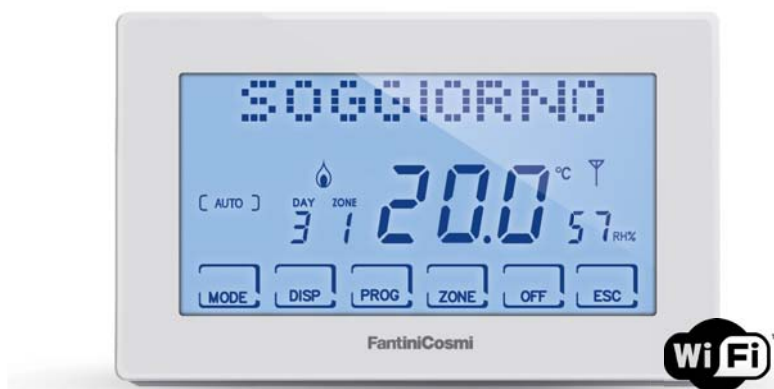 SOGGIORNO
°C
[ AUTO ] DAY 3 ZONE 1 20.0 57 RH%
MODE DISP PROG ZONE OFF ESC
FantiniCosmi
WiFi